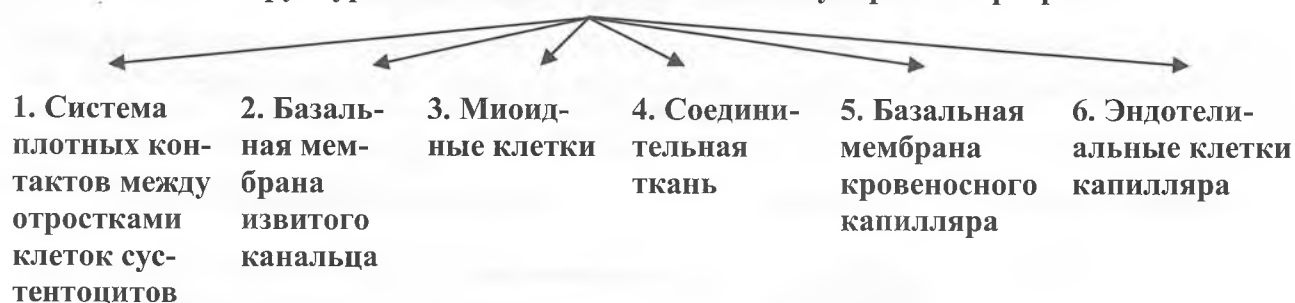 1. Система
плотных кон-
тактов между
отростками
клеток сус-
тентоцитов
2. Базаль-
ная мем-
брана
извитого
канальца
3. Миоид-
ные клетки
4. Соедини-
тельная
ткань
5. Базальная
мембрана
кровеносного
капилляра
6. Эндотели-
альные клетки
капилляра